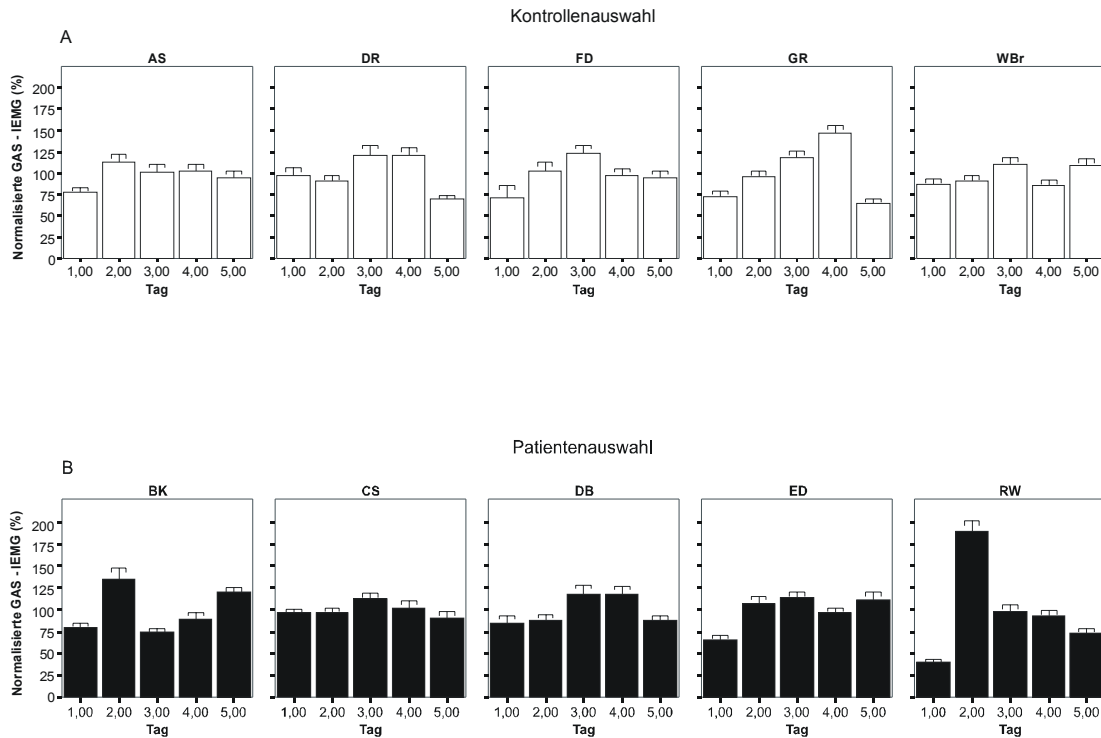 Kontrollenauswahl
A
AS DR FD GR WBr
Normalisierte GAS - IEMG (%)
200
175
150
125
100
75
50
25
0
1,00 2,00 3,00 4,00 5,00 1,00 2,00 3,00 4,00 5,00 1,00 2,00 3,00 4,00 5,00 1,00 2,00 3,00 4,00 5,00 1,00 2,00 3,00 4,00 5,00
Tag Tag Tag Tag Tag
Patientenauswahl
B
BK CS DB ED RW
Normalisierte GAS - IEMG (%)
200
175
150
125
100
75
50
25
0
1,00 2,00 3,00 4,00 5,00 1,00 2,00 3,00 4,00 5,00 1,00 2,00 3,00 4,00 5,00 1,00 2,00 3,00 4,00 5,00 1,00 2,00 3,00 4,00 5,00
Tag Tag Tag Tag Tag